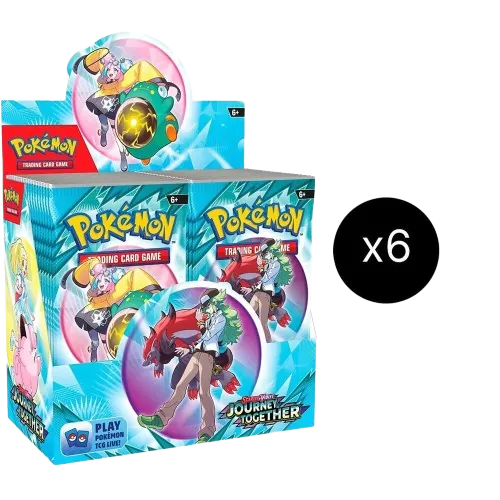 6+
POKÉMON
TRADING CARD GAME
6+
6+
POKÉMON
TRADING CARD GAME
POKÉMON
TRADING CARD GAME
x6
JOURNEY
TOGETHER
PLAY
POKÉMON
TCG LIVE!